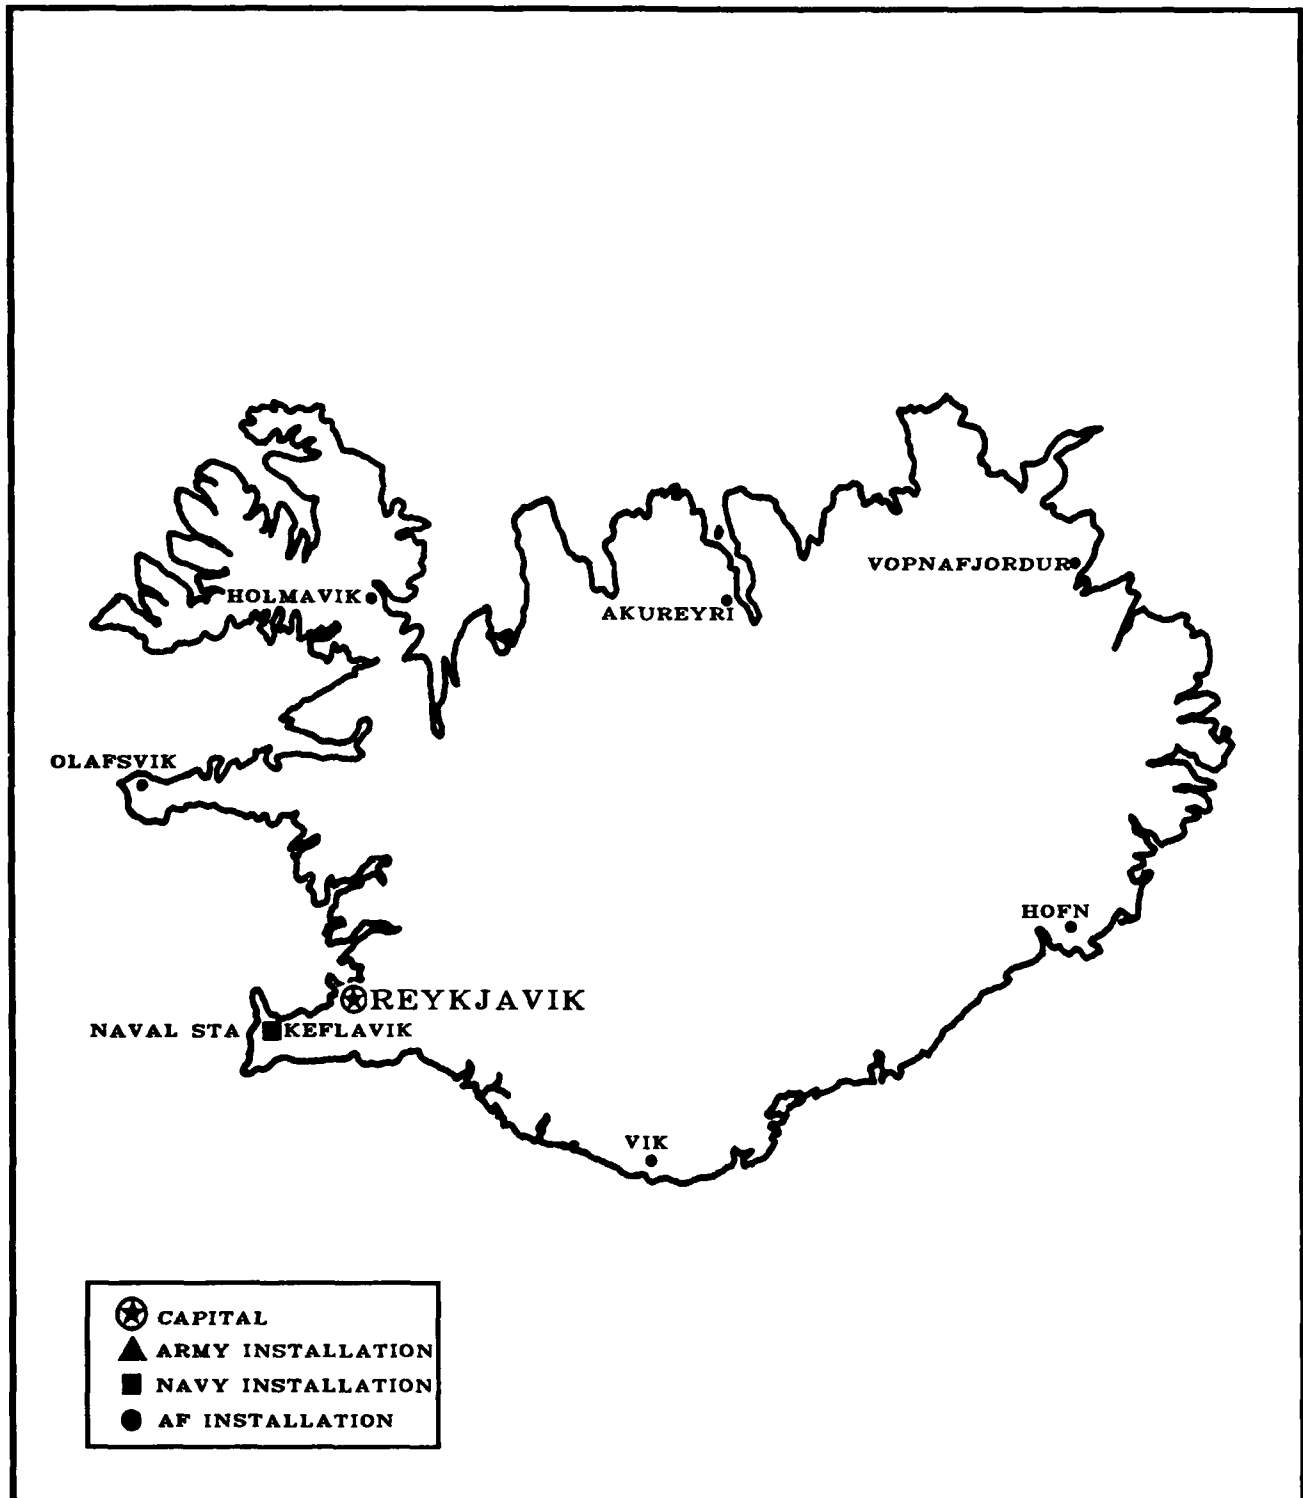 VOPNAFJORDUR
HOLMAVIK
AKUREYRI
OLAFSVIK
HOFN
REYKJAVIK
NAVAL STA KEFLAVIK
VIK
CAPITAL
ARMY INSTALLATION
NAVY INSTALLATION
AF INSTALLATION